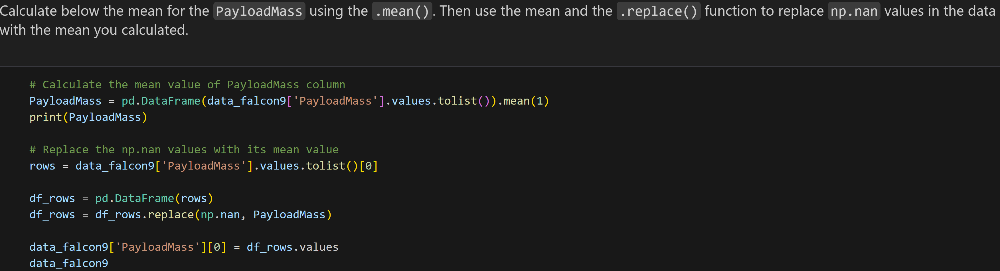 Calculate below the mean for the PayloadMass using the .mean(). Then use the mean and the .replace() function to replace np.nan values in the data
with the mean you calculated.
# Calculate the mean value of PayloadMass column
PayloadMass = pd.DataFrame(data_falcon9['PayloadMass'].values.tolist()).mean(1)
print(PayloadMass)
# Replace the np.nan values with its mean value
rows = data_falcon9['PayloadMass'].values.tolist()[0]
df_rows = pd.DataFrame(rows)
df_rows = df_rows.replace(np.nan, PayloadMass)
data_falcon9['PayloadMass'][0] = df_rows.values
data_falcon9